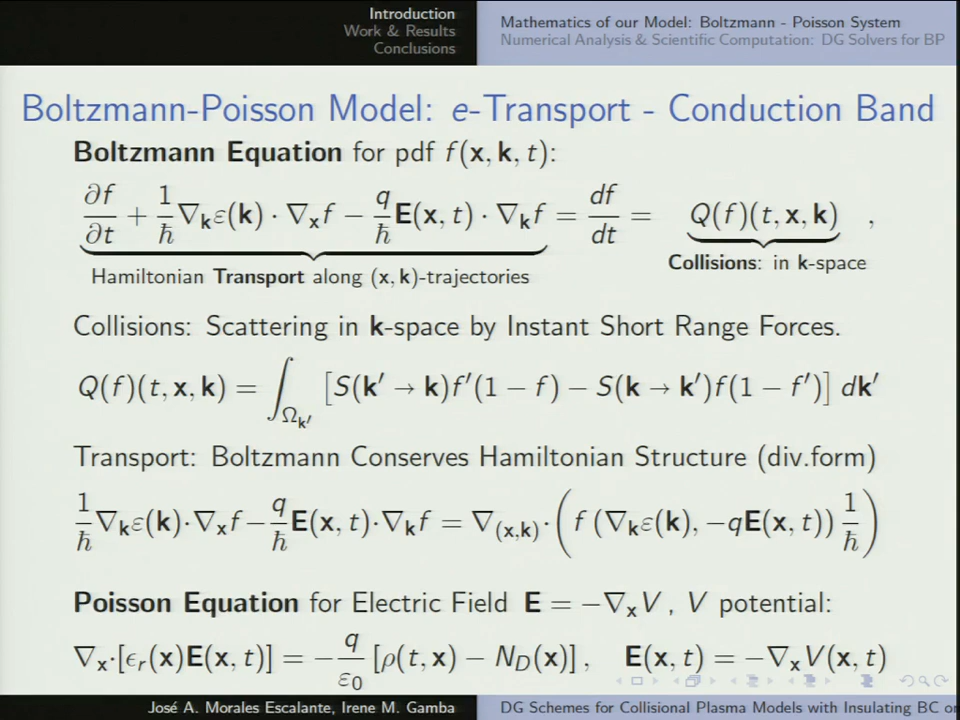 Introduction
Work & Results
Conclusions
Mathematics of our Model: Boltzmann - Poisson System
Numerical Analysis & Scientific Computation: DG Solvers for BP
Boltzmann-Poisson Model: e-Transport - Conduction Band
Boltzmann Equation for pdf f(x, k, t):
∂f/∂t + 1/ℏ ∇ₖε(k) · ∇ₓf − q/ℏ E(x, t) · ∇ₖf = df/dt = Q(f)(t, x, k) ,
Hamiltonian Transport along (x, k)-trajectories
Collisions: in k-space
Collisions: Scattering in k-space by Instant Short Range Forces.
Q(f)(t, x, k) = ∫_Ωₖ′ [S(k′ → k)f′(1 − f) − S(k → k′)f(1 − f′)] dk′
Transport: Boltzmann Conserves Hamiltonian Structure (div.form)
1/ℏ ∇ₖε(k)·∇ₓf − q/ℏ E(x, t)·∇ₖf = ∇₍ₓ,ₖ₎· ( f (∇ₖε(k), −qE(x, t)) 1/ℏ )
Poisson Equation for Electric Field E = −∇ₓV , V potential:
∇ₓ·[ϵᵣ(x)E(x, t)] = − q/ε₀ [ρ(t, x) − N_D(x)] , E(x, t) = −∇ₓV(x, t)
José A. Morales Escalante, Irene M. Gamba
DG Schemes for Collisional Plasma Models with Insulating BC o